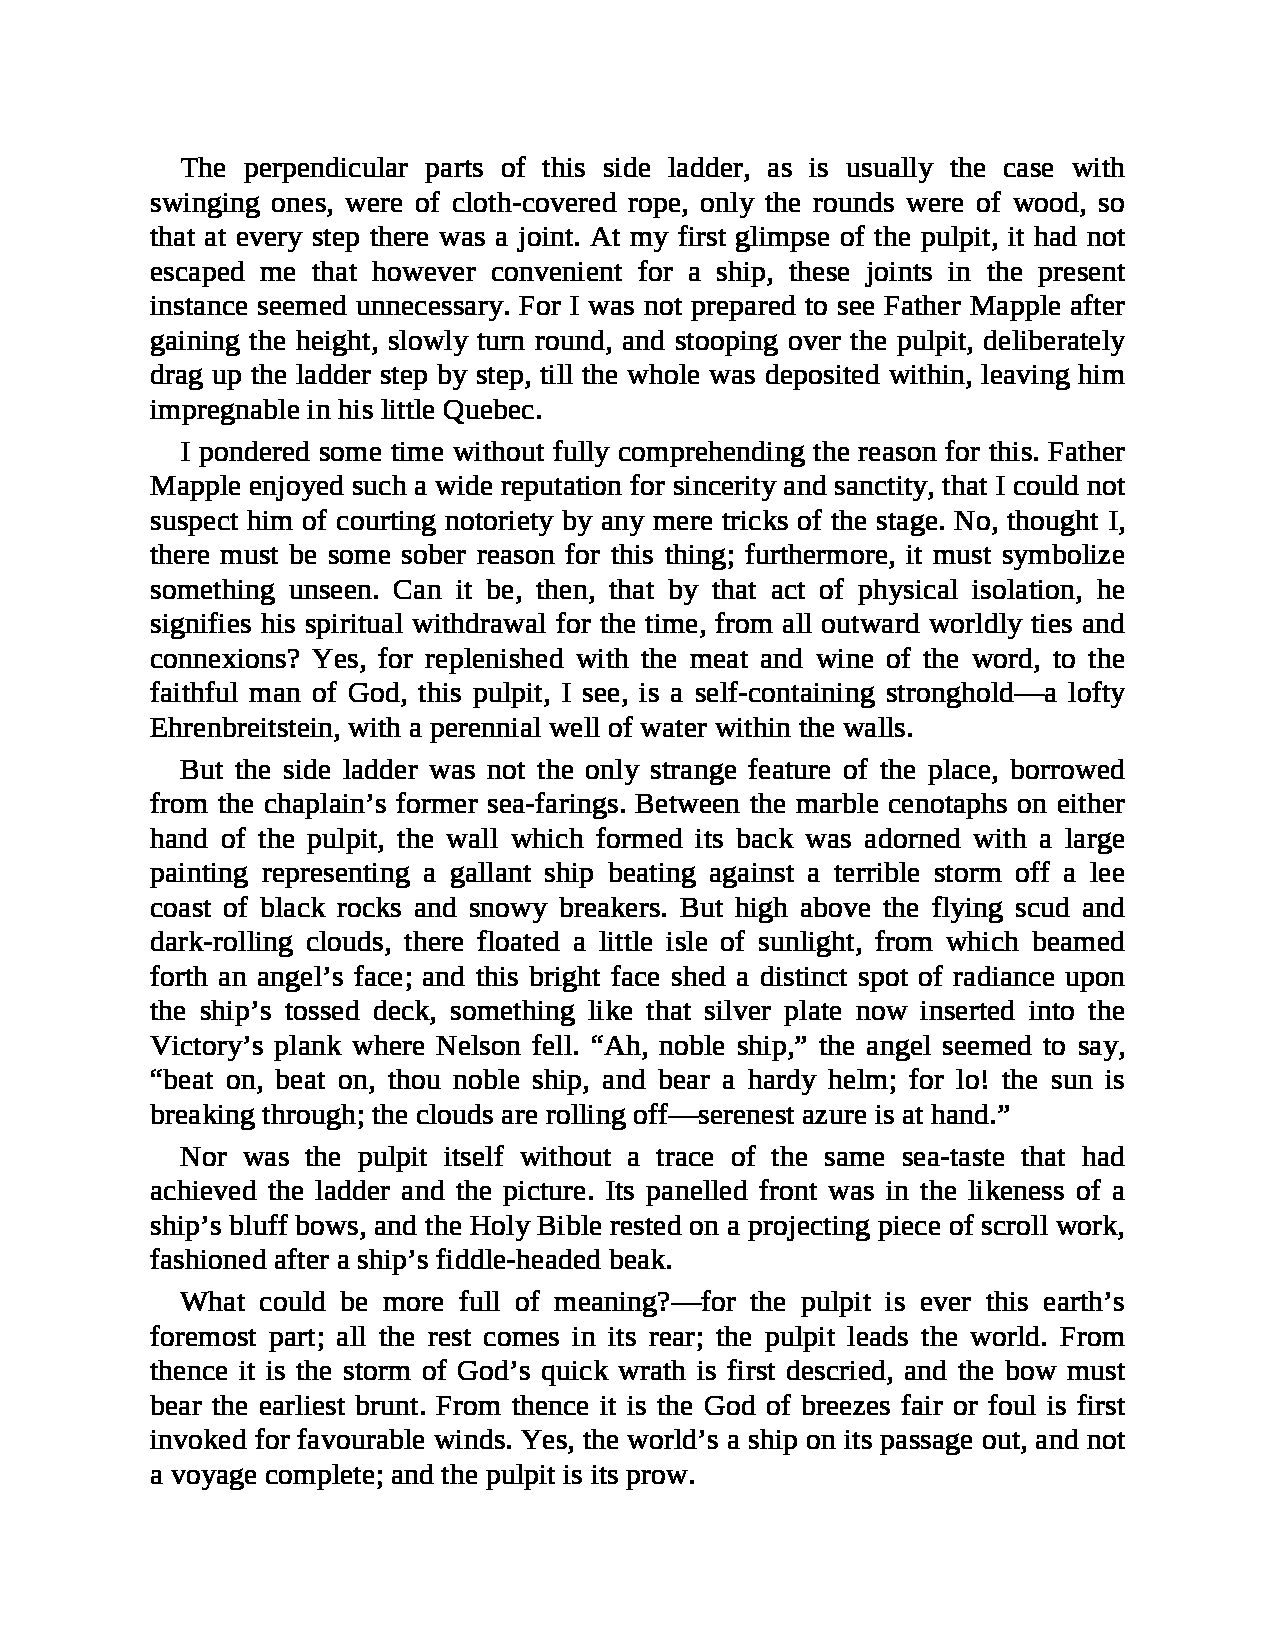 The perpendicular parts of this side ladder, as is usually the case with
swinging ones, were of cloth-covered rope, only the rounds were of wood, so
that at every step there was a joint. At my first glimpse of the pulpit, it had not
escaped me that however convenient for a ship, these joints in the present
instance seemed unnecessary. For I was not prepared to see Father Mapple after
gaining the height, slowly turn round, and stooping over the pulpit, deliberately
drag up the ladder step by step, till the whole was deposited within, leaving him
impregnable in his little Quebec.
I pondered some time without fully comprehending the reason for this. Father
Mapple enjoyed such a wide reputation for sincerity and sanctity, that I could not
suspect him of courting notoriety by any mere tricks of the stage. No, thought I,
there must be some sober reason for this thing; furthermore, it must symbolize
something unseen. Can it be, then, that by that act of physical isolation, he
signifies his spiritual withdrawal for the time, from all outward worldly ties and
connexions? Yes, for replenished with the meat and wine of the word, to the
faithful man of God, this pulpit, I see, is a self-containing stronghold—a lofty
Ehrenbreitstein, with a perennial well of water within the walls.
But the side ladder was not the only strange feature of the place, borrowed
from the chaplain’s former sea-farings. Between the marble cenotaphs on either
hand of the pulpit, the wall which formed its back was adorned with a large
painting representing a gallant ship beating against a terrible storm off a lee
coast of black rocks and snowy breakers. But high above the flying scud and
dark-rolling clouds, there floated a little isle of sunlight, from which beamed
forth an angel’s face; and this bright face shed a distinct spot of radiance upon
the ship’s tossed deck, something like that silver plate now inserted into the
Victory’s plank where Nelson fell. “Ah, noble ship,” the angel seemed to say,
“beat on, beat on, thou noble ship, and bear a hardy helm; for lo! the sun is
breaking through; the clouds are rolling off—serenest azure is at hand.”
Nor was the pulpit itself without a trace of the same sea-taste that had
achieved the ladder and the picture. Its panelled front was in the likeness of a
ship’s bluff bows, and the Holy Bible rested on a projecting piece of scroll work,
fashioned after a ship’s fiddle-headed beak.
What could be more full of meaning?—for the pulpit is ever this earth’s
foremost part; all the rest comes in its rear; the pulpit leads the world. From
thence it is the storm of God’s quick wrath is first descried, and the bow must
bear the earliest brunt. From thence it is the God of breezes fair or foul is first
invoked for favourable winds. Yes, the world’s a ship on its passage out, and not
a voyage complete; and the pulpit is its prow.